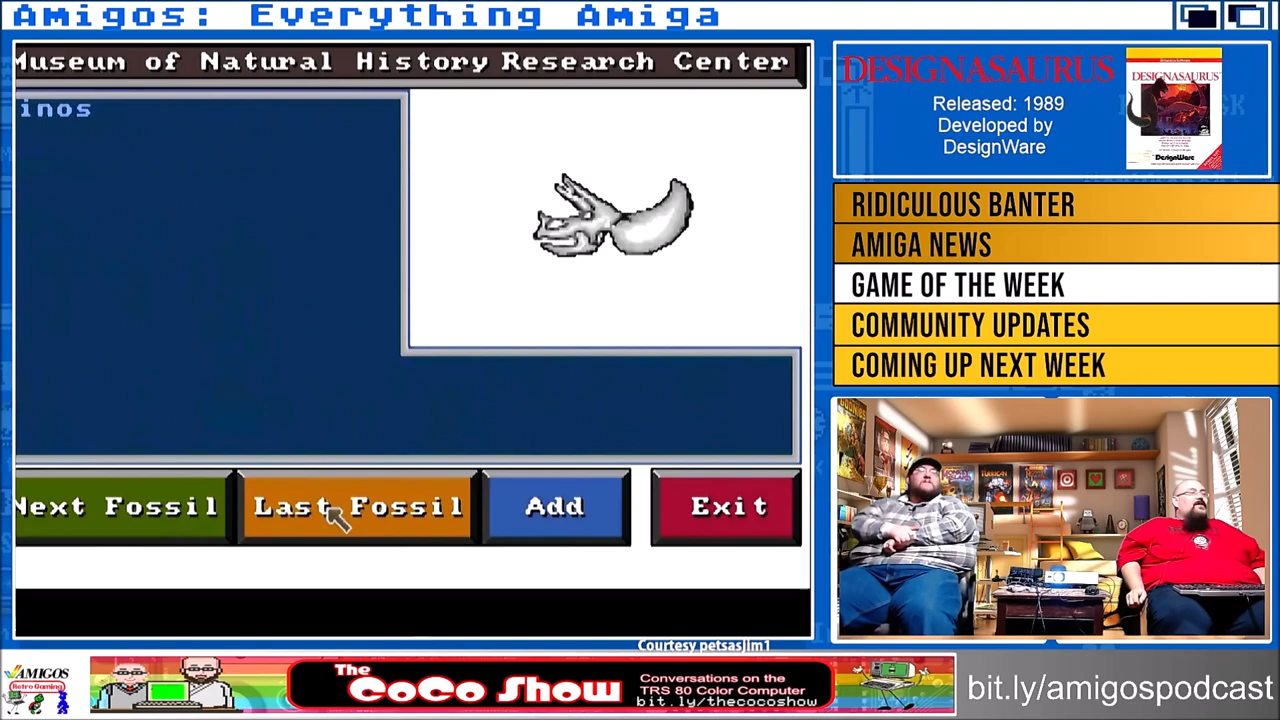 Amigos: Everything Amiga
Museum of Natural History Research Center
inos
Next Fossil
Last Fossil
Add
Exit
DESIGNASAURUS
Released: 1989
Developed by
DesignWare
DESIGNASAURUS
DesignWare
RIDICULOUS BANTER
AMIGA NEWS
GAME OF THE WEEK
COMMUNITY UPDATES
COMING UP NEXT WEEK
GOONIES
TURRICAN
Courtesy petsasjim1
AMIGOS
Retro Gaming
The
CoCo Show
Conversations on the
TRS 80 Color Computer
bit.ly/thecocoshow
bit.ly/amigospodcast